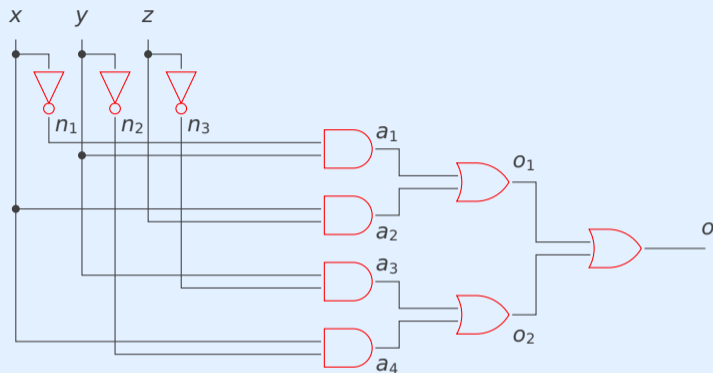 x y z
n₁ n₂ n₃
a₁
o₁
a₂
o
a₃
o₂
a₄